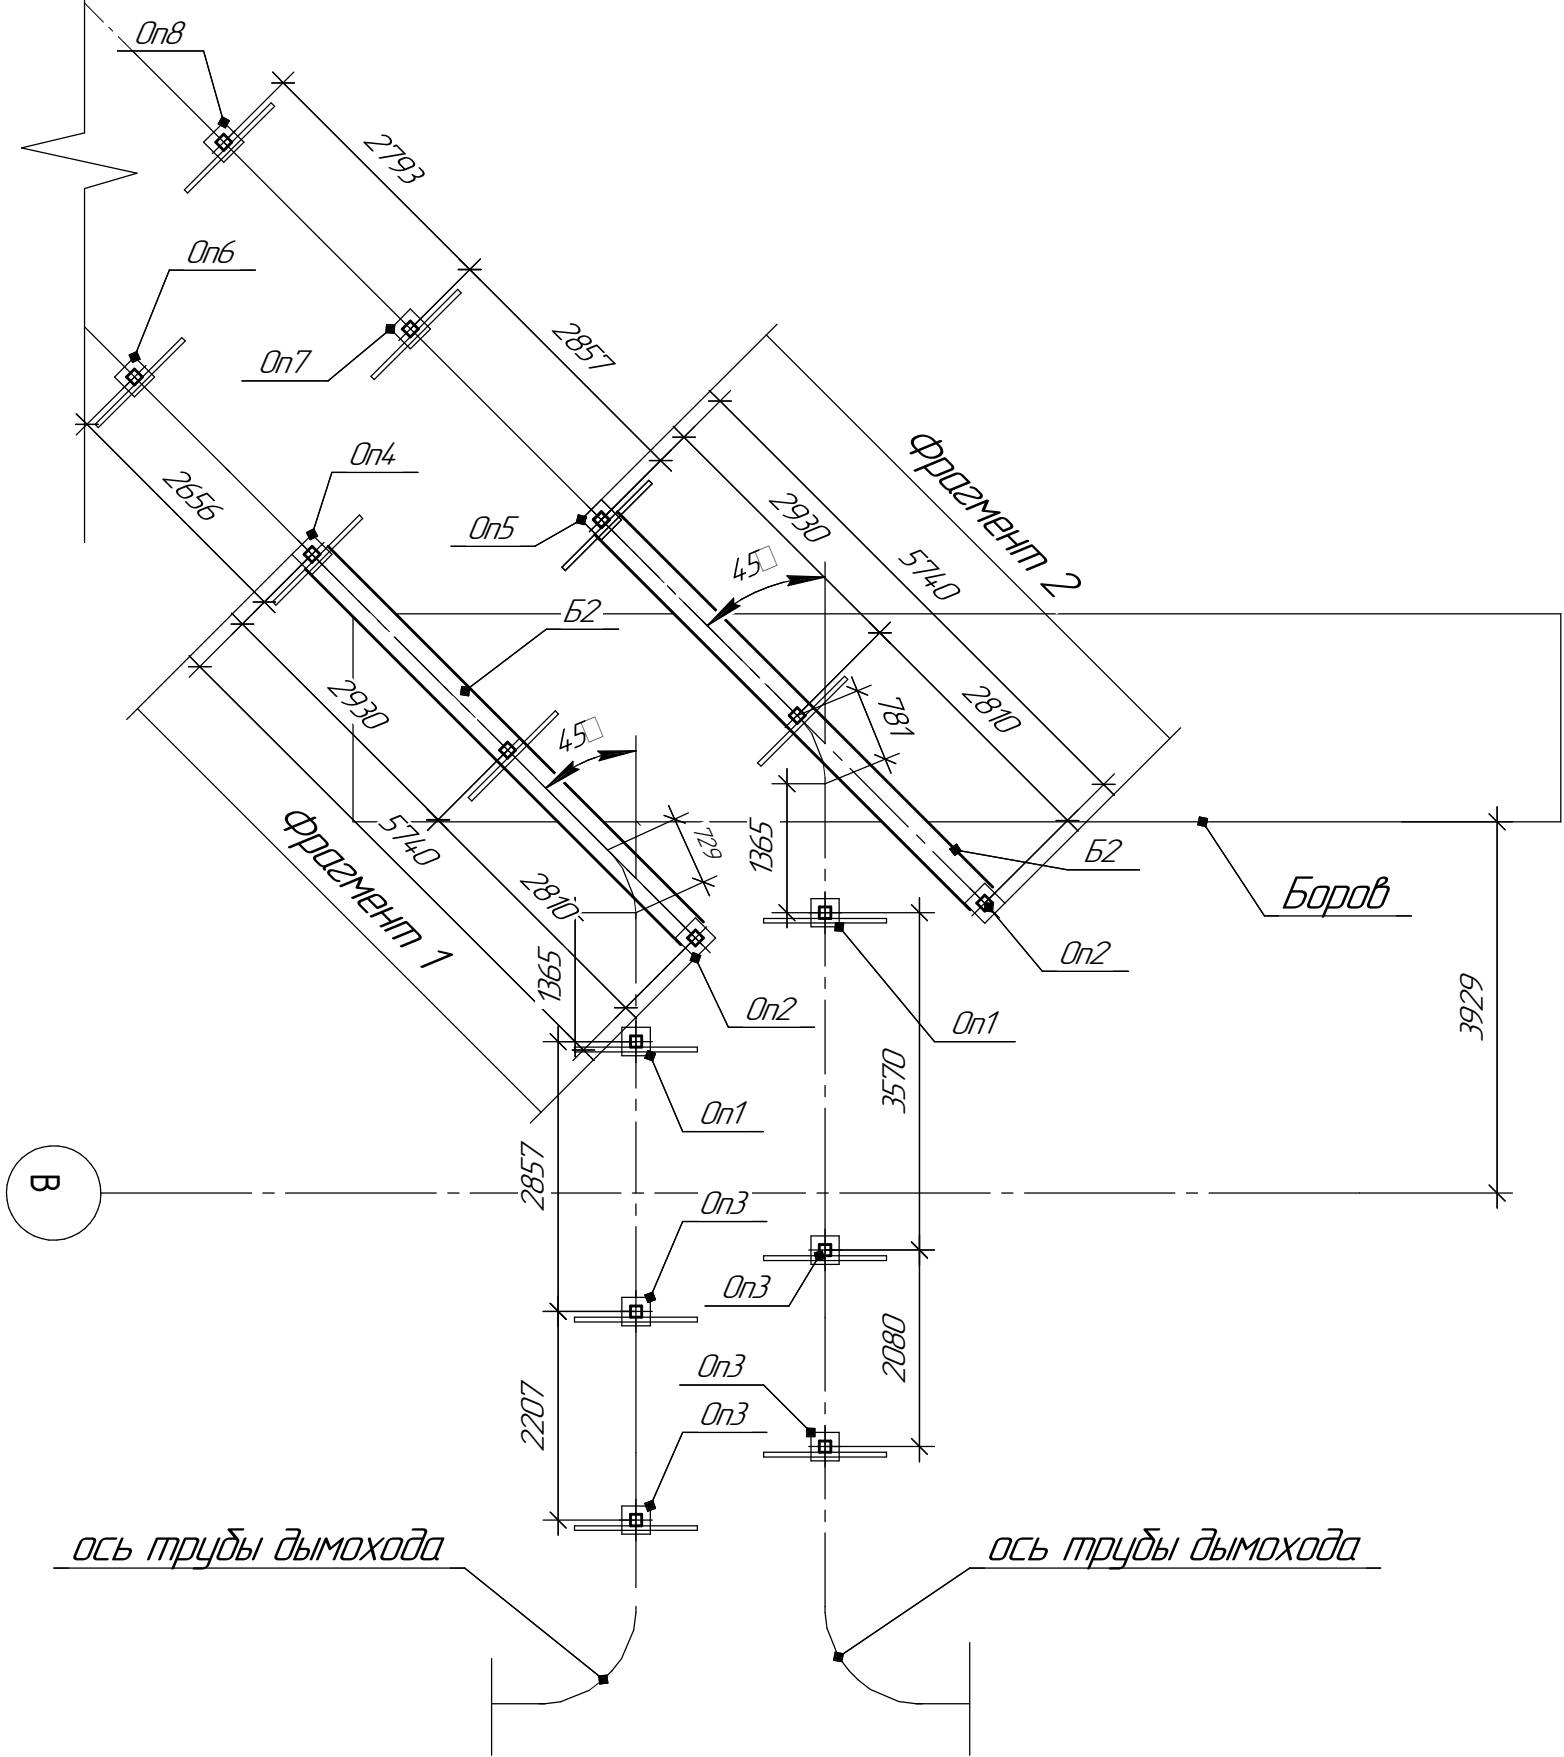 Оп8
2793
Оп6
2857
Оп7
Фрагмент 2
Оп4
2656
2930
Оп5
5740
45
Б2
2930
2810
781
45
Фрагмент 1
5740
729
1365
Б2
2810
Боров
1365
Оп2
Оп2
3929
Оп1
3570
Оп1
2857
В
Оп3
Оп3
2080
Оп3
2207
Оп3
ось трубы дымохода
ось трубы дымохода